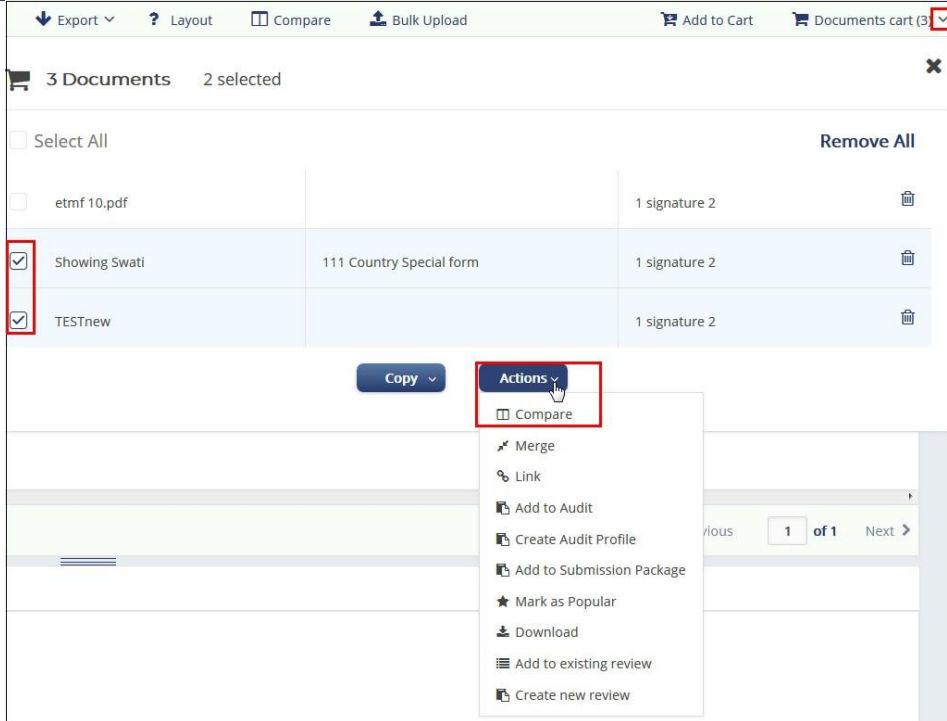 Export ? Layout Compare Bulk Upload Add to Cart Documents cart (3)
3 Documents 2 selected
Select All Remove All
etmf 10.pdf 1 signature 2
Showing Swati 111 Country Special form 1 signature 2
TESTnew 1 signature 2
Copy Actions
Compare
Merge
Link
Add to Audit
Create Audit Profile vious 1 of 1 Next
Add to Submission Package
Mark as Popular
Download
Add to existing review
Create new review